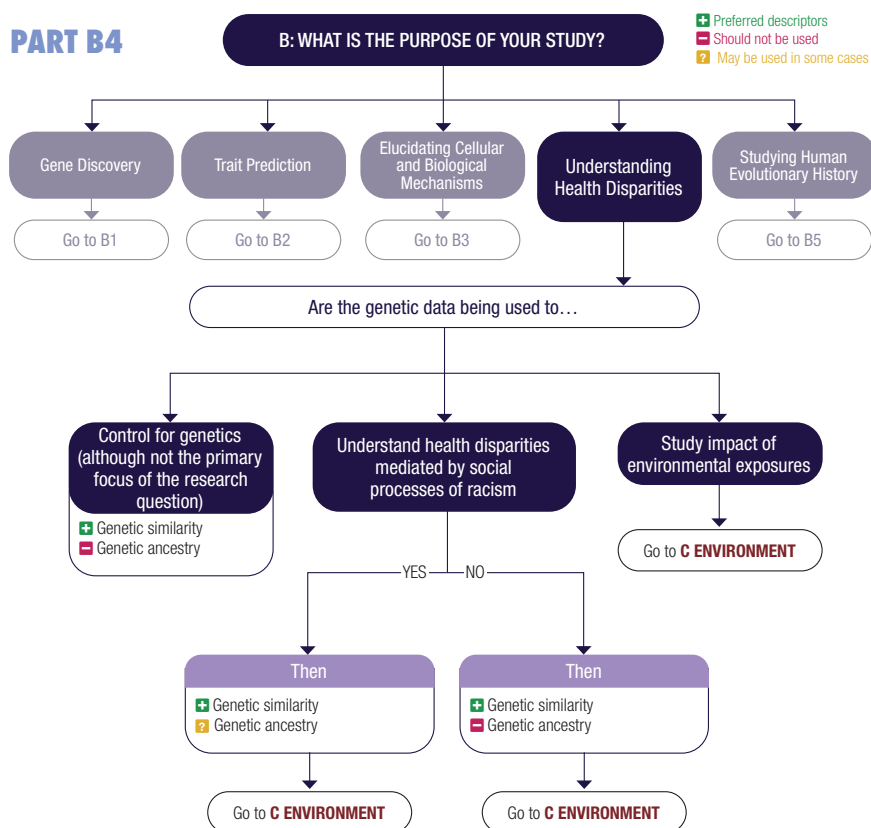 PART B4
B: WHAT IS THE PURPOSE OF YOUR STUDY?
+ Preferred descriptors
− Should not be used
? May be used in some cases
Gene Discovery
Trait Prediction
Elucidating Cellular
and Biological
Mechanisms
Understanding
Health Disparities
Studying Human
Evolutionary History
Go to B1
Go to B2
Go to B3
Go to B5
Are the genetic data being used to…
Control for genetics
(although not the primary
focus of the research
question)
+ Genetic similarity
− Genetic ancestry
Understand health disparities
mediated by social
processes of racism
Study impact of
environmental exposures
Go to C ENVIRONMENT
YES
NO
Then
+ Genetic similarity
? Genetic ancestry
Then
+ Genetic similarity
− Genetic ancestry
Go to C ENVIRONMENT
Go to C ENVIRONMENT